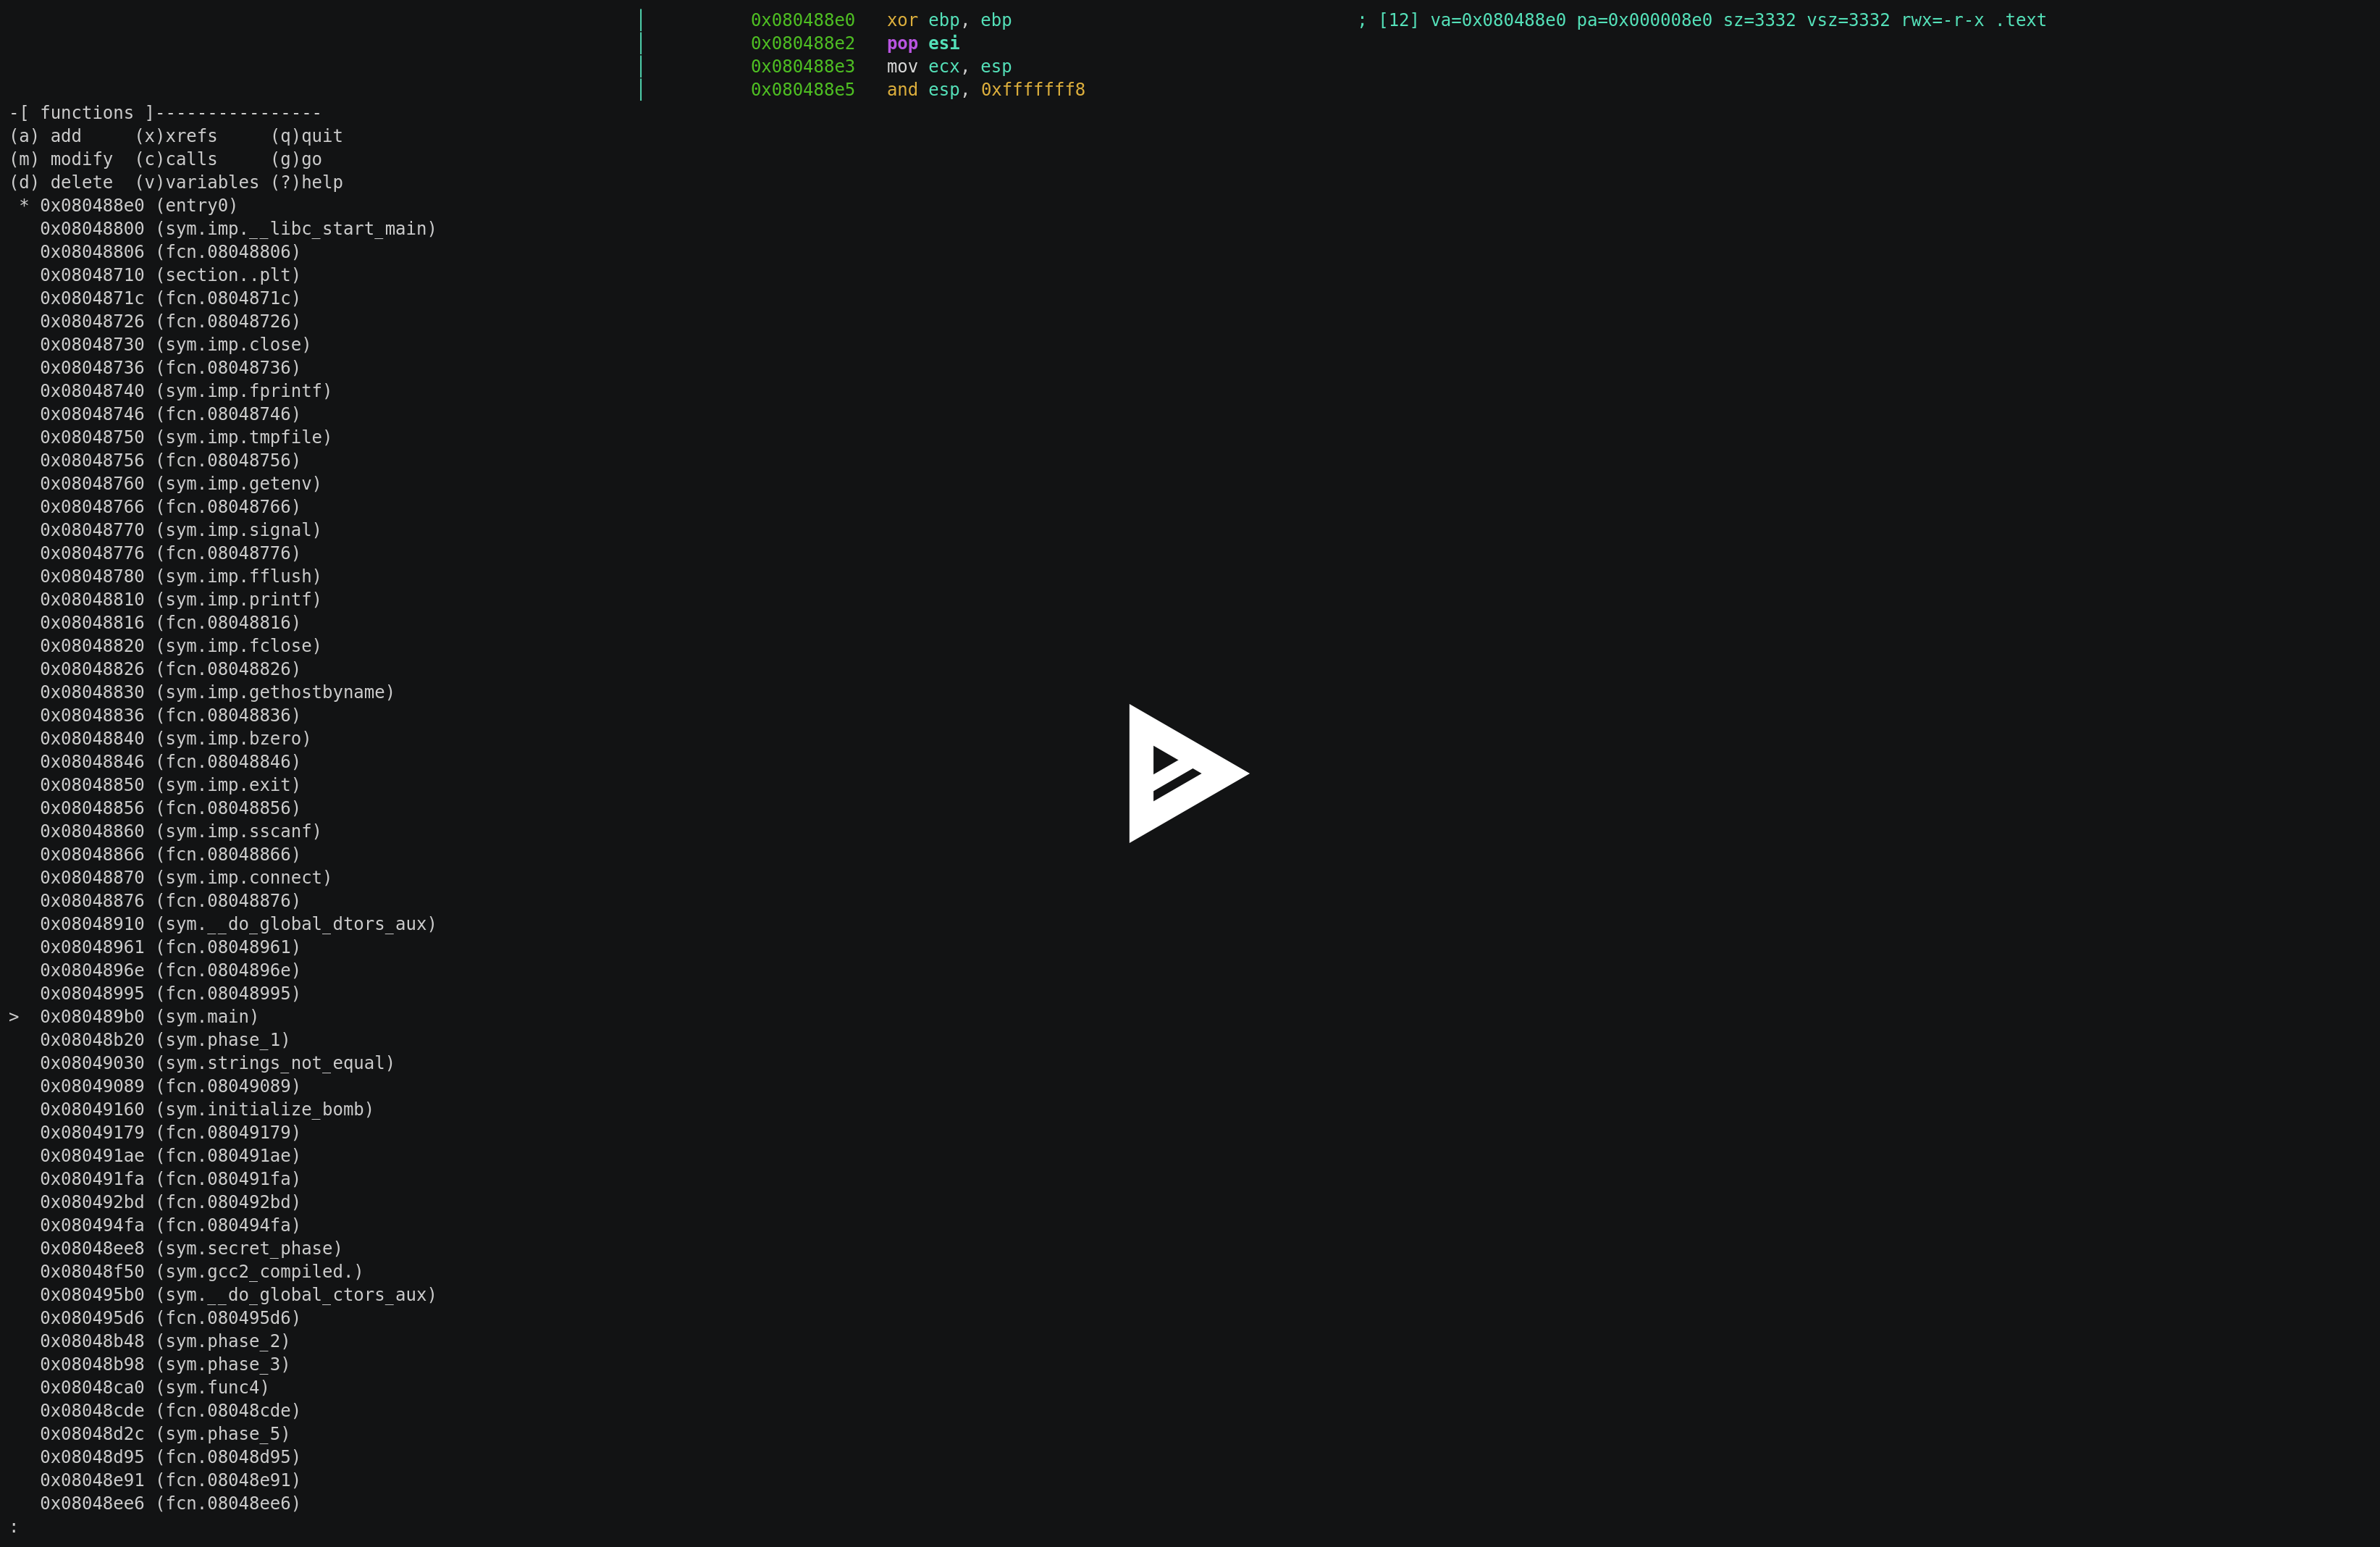 0x080488e0 xor ebp, ebp ; [12] va=0x080488e0 pa=0x000008e0 sz=3332 vsz=3332 rwx=-r-x .text
0x080488e2 pop esi
0x080488e3 mov ecx, esp
0x080488e5 and esp, 0xfffffff8
-[ functions ]----------------
(a) add     (x)xrefs     (q)quit
(m) modify  (c)calls     (g)go
(d) delete  (v)variables (?)help
 * 0x080488e0 (entry0)
   0x08048800 (sym.imp.__libc_start_main)
   0x08048806 (fcn.08048806)
   0x08048710 (section..plt)
   0x0804871c (fcn.0804871c)
   0x08048726 (fcn.08048726)
   0x08048730 (sym.imp.close)
   0x08048736 (fcn.08048736)
   0x08048740 (sym.imp.fprintf)
   0x08048746 (fcn.08048746)
   0x08048750 (sym.imp.tmpfile)
   0x08048756 (fcn.08048756)
   0x08048760 (sym.imp.getenv)
   0x08048766 (fcn.08048766)
   0x08048770 (sym.imp.signal)
   0x08048776 (fcn.08048776)
   0x08048780 (sym.imp.fflush)
   0x08048810 (sym.imp.printf)
   0x08048816 (fcn.08048816)
   0x08048820 (sym.imp.fclose)
   0x08048826 (fcn.08048826)
   0x08048830 (sym.imp.gethostbyname)
   0x08048836 (fcn.08048836)
   0x08048840 (sym.imp.bzero)
   0x08048846 (fcn.08048846)
   0x08048850 (sym.imp.exit)
   0x08048856 (fcn.08048856)
   0x08048860 (sym.imp.sscanf)
   0x08048866 (fcn.08048866)
   0x08048870 (sym.imp.connect)
   0x08048876 (fcn.08048876)
   0x08048910 (sym.__do_global_dtors_aux)
   0x08048961 (fcn.08048961)
   0x0804896e (fcn.0804896e)
   0x08048995 (fcn.08048995)
>  0x080489b0 (sym.main)
   0x08048b20 (sym.phase_1)
   0x08049030 (sym.strings_not_equal)
   0x08049089 (fcn.08049089)
   0x08049160 (sym.initialize_bomb)
   0x08049179 (fcn.08049179)
   0x080491ae (fcn.080491ae)
   0x080491fa (fcn.080491fa)
   0x080492bd (fcn.080492bd)
   0x080494fa (fcn.080494fa)
   0x08048ee8 (sym.secret_phase)
   0x08048f50 (sym.gcc2_compiled.)
   0x080495b0 (sym.__do_global_ctors_aux)
   0x080495d6 (fcn.080495d6)
   0x08048b48 (sym.phase_2)
   0x08048b98 (sym.phase_3)
   0x08048ca0 (sym.func4)
   0x08048cde (fcn.08048cde)
   0x08048d2c (sym.phase_5)
   0x08048d95 (fcn.08048d95)
   0x08048e91 (fcn.08048e91)
   0x08048ee6 (fcn.08048ee6)
: